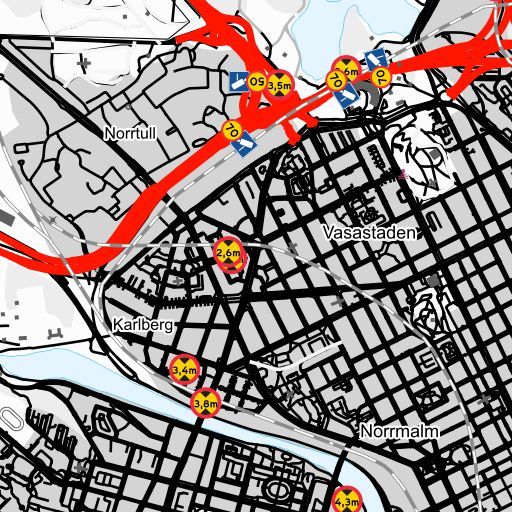 50
3,5m
6m
70
70
70
Norrtull
Vasastaden
2,6m
Karlberg
3,4m
3,8m
Norrmalm
4,3m